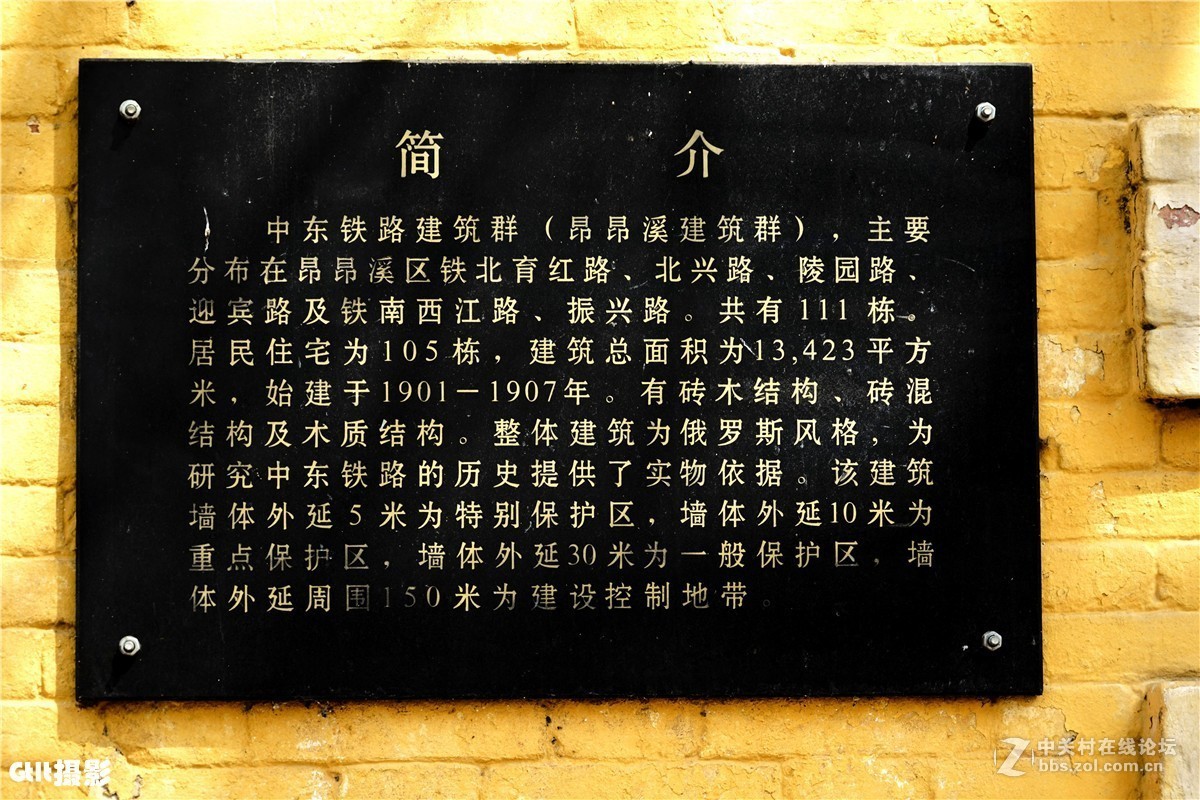 简 介
中东铁路建筑群（昂昂溪建筑群），主要
分布在昂昂溪区铁北育红路、北兴路、陵园路、
迎宾路及铁南西江路、振兴路。共有111栋。
居民住宅为105栋，建筑总面积为13,423平方
米，始建于1901－1907年。有砖木结构、砖混
结构及木质结构。整体建筑为俄罗斯风格，为
研究中东铁路的历史提供了实物依据。该建筑
墙体外延5米为特别保护区，墙体外延10米为
重点保护区，墙体外延30米为一般保护区，墙
体外延周围150米为建设控制地带。
摄影
中关村在线论坛
bbs.zol.com.cn